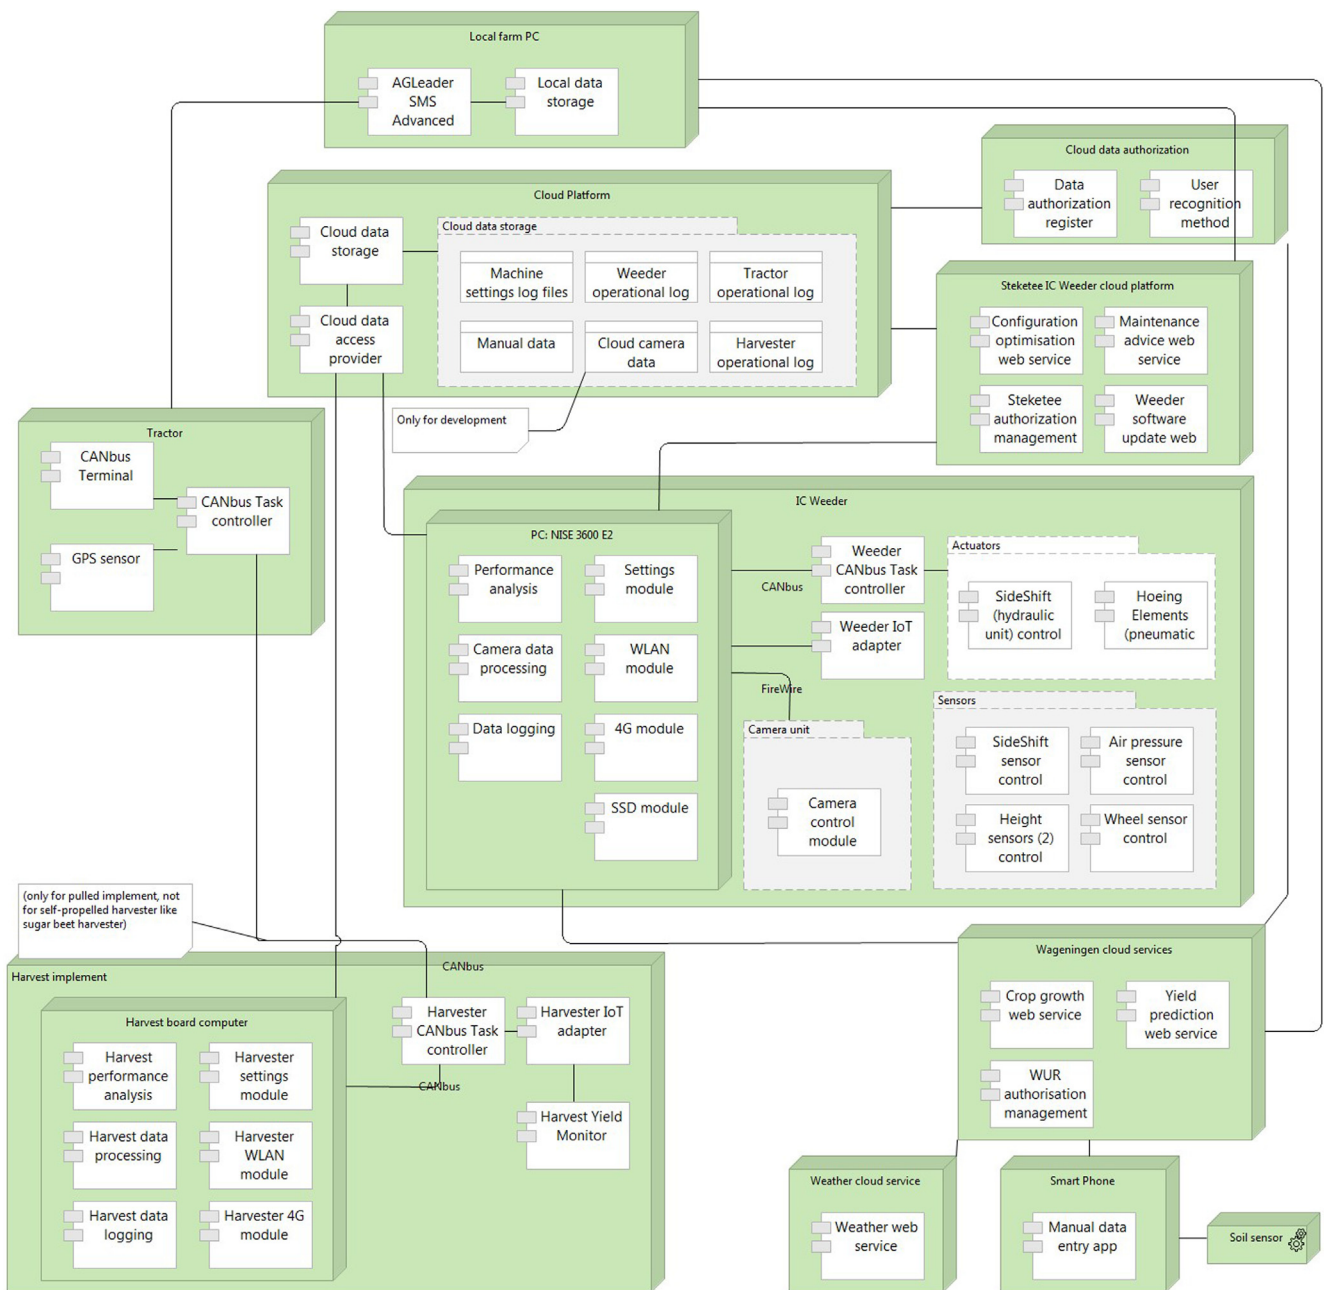 Local farm PC
AGLeader
SMS
Advanced
Local data
storage
Cloud data authorization
Data
authorization
register
User
recognition
method
Cloud Platform
Cloud data
storage
Cloud data
access
provider
Cloud data storage
Machine
settings log files
Weeder
operational log
Tractor
operational log
Manual data
Cloud camera
data
Harvester
operational log
Only for development
Steketee IC Weeder cloud platform
Configuration
optimisation
web service
Maintenance
advice web
service
Steketee
authorization
management
Weeder
software
update web
Tractor
CANbus
Terminal
CANbus Task
controller
GPS sensor
IC Weeder
PC: NISE 3600 E2
Performance
analysis
Settings
module
Camera data
processing
WLAN
module
Data logging
4G module
SSD module
CANbus
Weeder
CANbus Task
controller
Weeder IoT
adapter
FireWire
Camera unit
Camera
control
module
Actuators
SideShift
(hydraulic
unit) control
Hoeing
Elements
(pneumatic
Sensors
SideShift
sensor
control
Air pressure
sensor
control
Height
sensors (2)
control
Wheel sensor
control
(only for pulled implement, not
for self-propelled harvester like
sugar beet harvester)
Harvest implement
CANbus
Harvest board computer
Harvest
performance
analysis
Harvester
settings
module
Harvest data
processing
Harvester
WLAN
module
Harvest data
logging
Harvester 4G
module
Harvester
CANbus Task
controller
CANbus
Harvester IoT
adapter
Harvest Yield
Monitor
Wageningen cloud services
Crop growth
web service
Yield
prediction
web service
WUR
authorisation
management
Weather cloud service
Weather web
service
Smart Phone
Manual data
entry app
Soil sensor